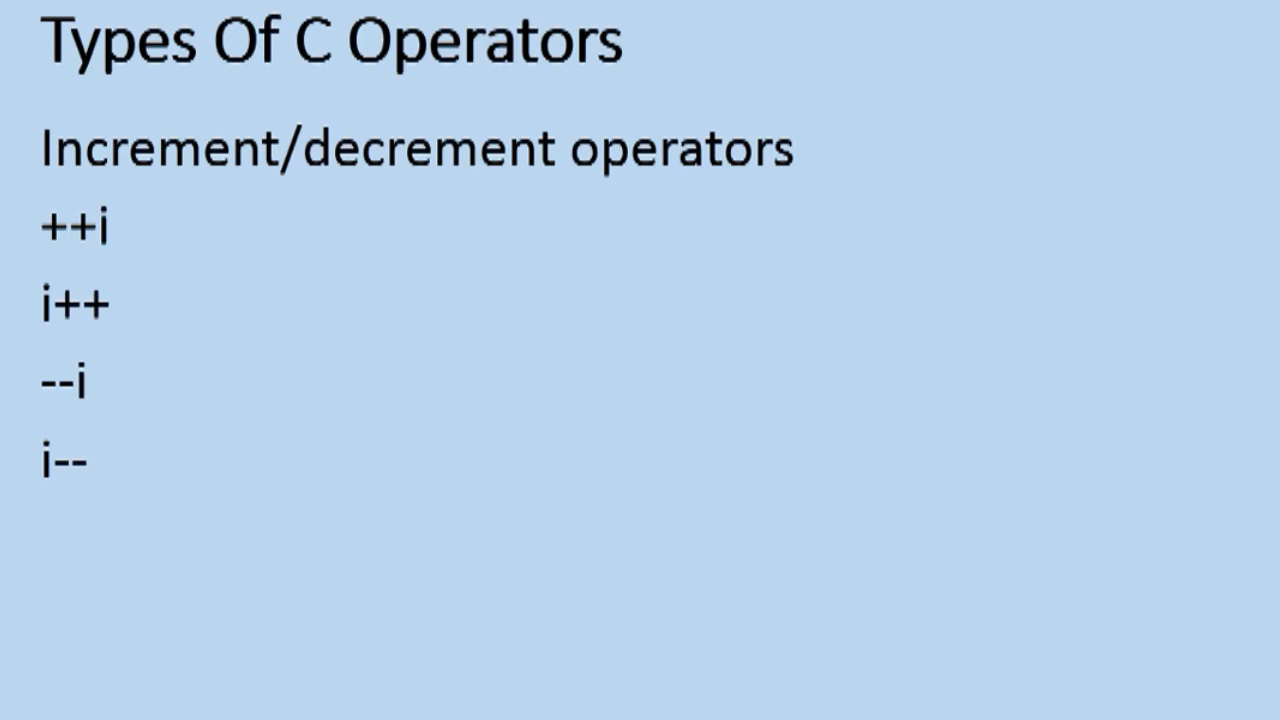 Types Of C Operators
Increment/decrement operators
++i
i++
--i
i--